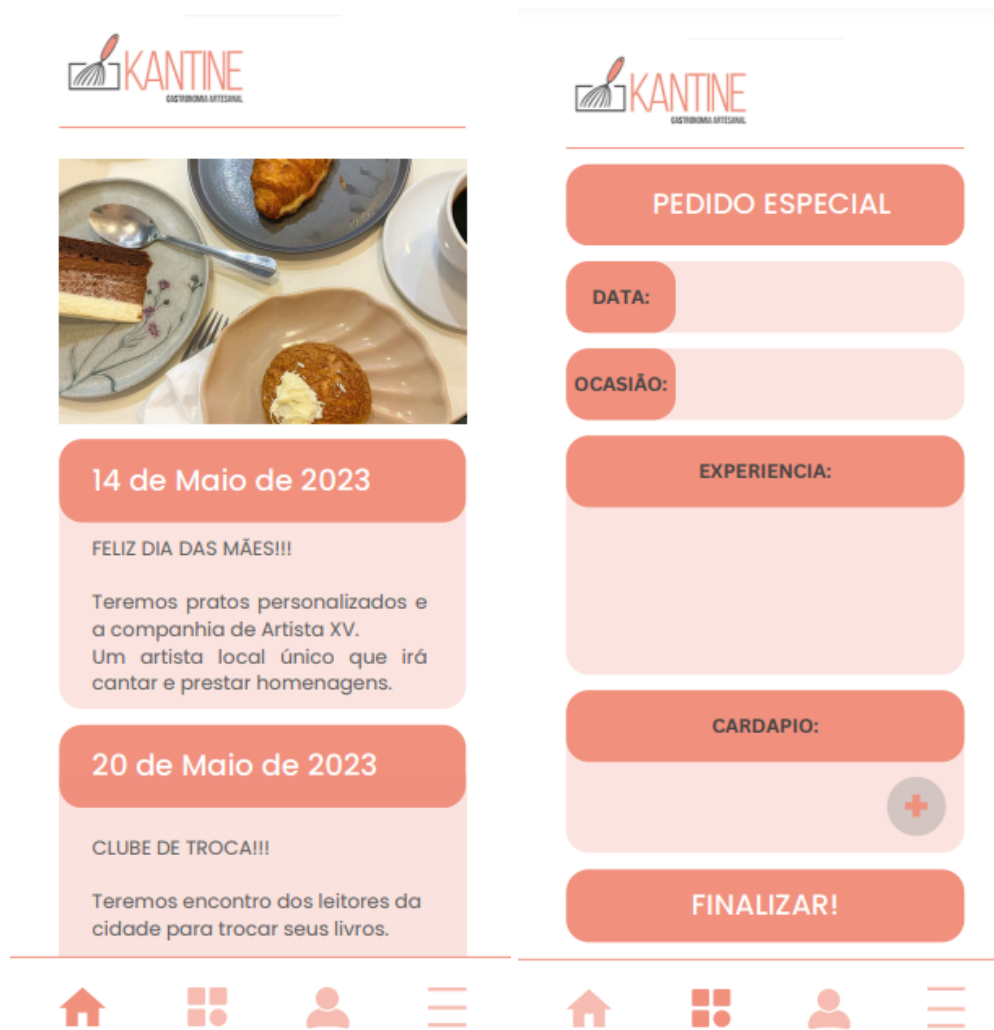 KANTINE
GASTRONOMIA ARTESANAL
14 de Maio de 2023
FELIZ DIA DAS MÃES!!!
Teremos pratos personalizados e
a companhia de Artista XV.
Um artista local único que irá
cantar e prestar homenagens.
20 de Maio de 2023
CLUBE DE TROCA!!!
Teremos encontro dos leitores da
cidade para trocar seus livros.
KANTINE
GASTRONOMIA ARTESANAL
PEDIDO ESPECIAL
DATA:
OCASIÃO:
EXPERIENCIA:
CARDAPIO:
FINALIZAR!